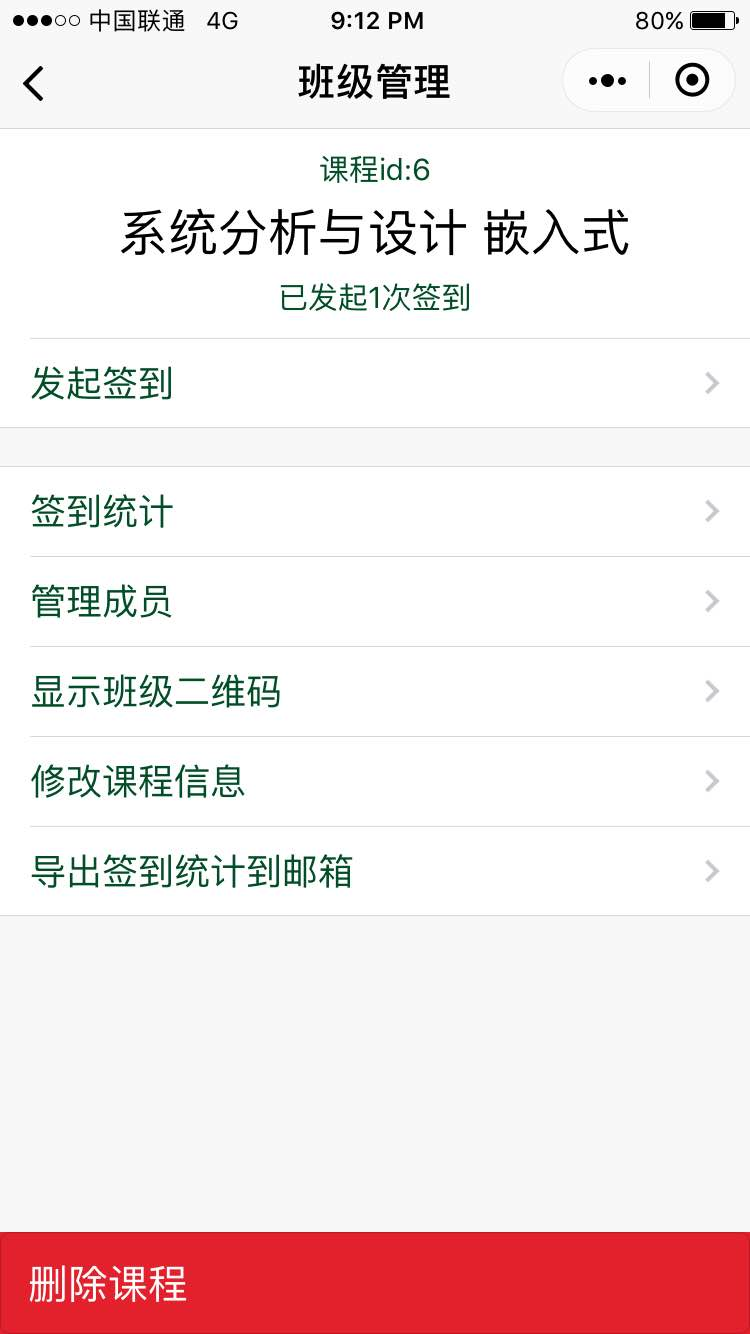 中国联通 4G 9:12 PM 80%
班级管理
课程id:6
系统分析与设计 嵌入式
已发起1次签到
发起签到
签到统计
管理成员
显示班级二维码
修改课程信息
导出签到统计到邮箱
删除课程